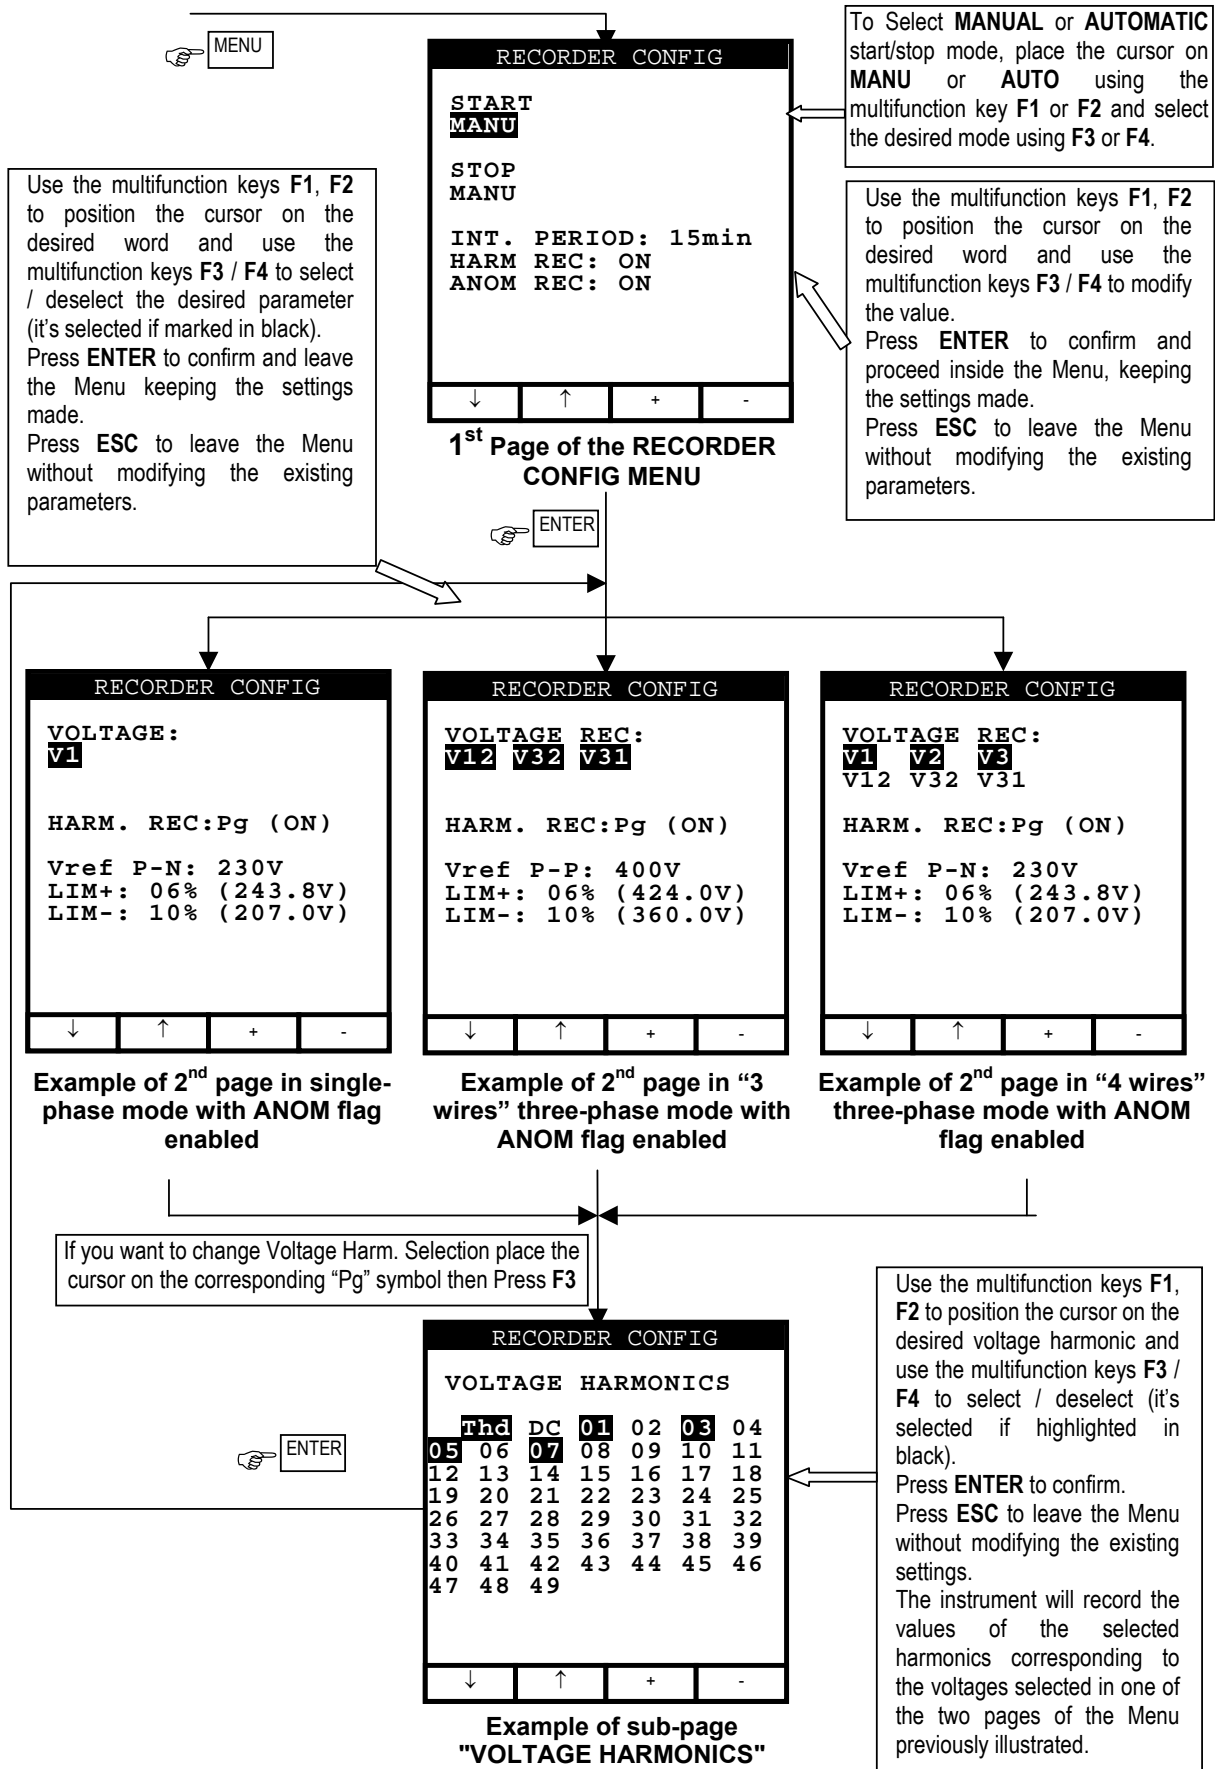 MENU
RECORDER CONFIG
START
MANU
STOP
MANU
INT. PERIOD: 15min
HARM REC: ON
ANOM REC: ON
↓ ↑ + -
1st Page of the RECORDER
CONFIG MENU
To Select MANUAL or AUTOMATIC
start/stop mode, place the cursor on
MANU or AUTO using the
multifunction key F1 or F2 and select
the desired mode using F3 or F4.
Use the multifunction keys F1, F2
to position the cursor on the
desired word and use the
multifunction keys F3 / F4 to select
/ deselect the desired parameter
(it's selected if marked in black).
Press ENTER to confirm and leave
the Menu keeping the settings
made.
Press ESC to leave the Menu
without modifying the existing
parameters.
Use the multifunction keys F1, F2
to position the cursor on the
desired word and use the
multifunction keys F3 / F4 to modify
the value.
Press ENTER to confirm and
proceed inside the Menu, keeping
the settings made.
Press ESC to leave the Menu
without modifying the existing
parameters.
ENTER
RECORDER CONFIG
VOLTAGE:
V1
HARM. REC:Pg (ON)
Vref P-N: 230V
LIM+: 06% (243.8V)
LIM-: 10% (207.0V)
↓ ↑ + -
Example of 2nd page in single-
phase mode with ANOM flag
enabled
RECORDER CONFIG
VOLTAGE REC:
V12 V32 V31
HARM. REC:Pg (ON)
Vref P-P: 400V
LIM+: 06% (424.0V)
LIM-: 10% (360.0V)
↓ ↑ + -
Example of 2nd page in “3
wires” three-phase mode with
ANOM flag enabled
RECORDER CONFIG
VOLTAGE REC:
V1 V2 V3
V12 V32 V31
HARM. REC:Pg (ON)
Vref P-N: 230V
LIM+: 06% (243.8V)
LIM-: 10% (207.0V)
↓ ↑ + -
Example of 2nd page in “4 wires”
three-phase mode with ANOM
flag enabled
If you want to change Voltage Harm. Selection place the
cursor on the corresponding “Pg” symbol then Press F3
RECORDER CONFIG
VOLTAGE HARMONICS
Thd DC 01 02 03 04
05 06 07 08 09 10 11
12 13 14 15 16 17 18
19 20 21 22 23 24 25
26 27 28 29 30 31 32
33 34 35 36 37 38 39
40 41 42 43 44 45 46
47 48 49
↓ ↑ + -
Example of sub-page
"VOLTAGE HARMONICS"
ENTER
Use the multifunction keys F1,
F2 to position the cursor on the
desired voltage harmonic and
use the multifunction keys F3 /
F4 to select / deselect (it's
selected if highlighted in
black).
Press ENTER to confirm.
Press ESC to leave the Menu
without modifying the existing
settings.
The instrument will record the
values of the selected
harmonics corresponding to
the voltages selected in one of
the two pages of the Menu
previously illustrated.